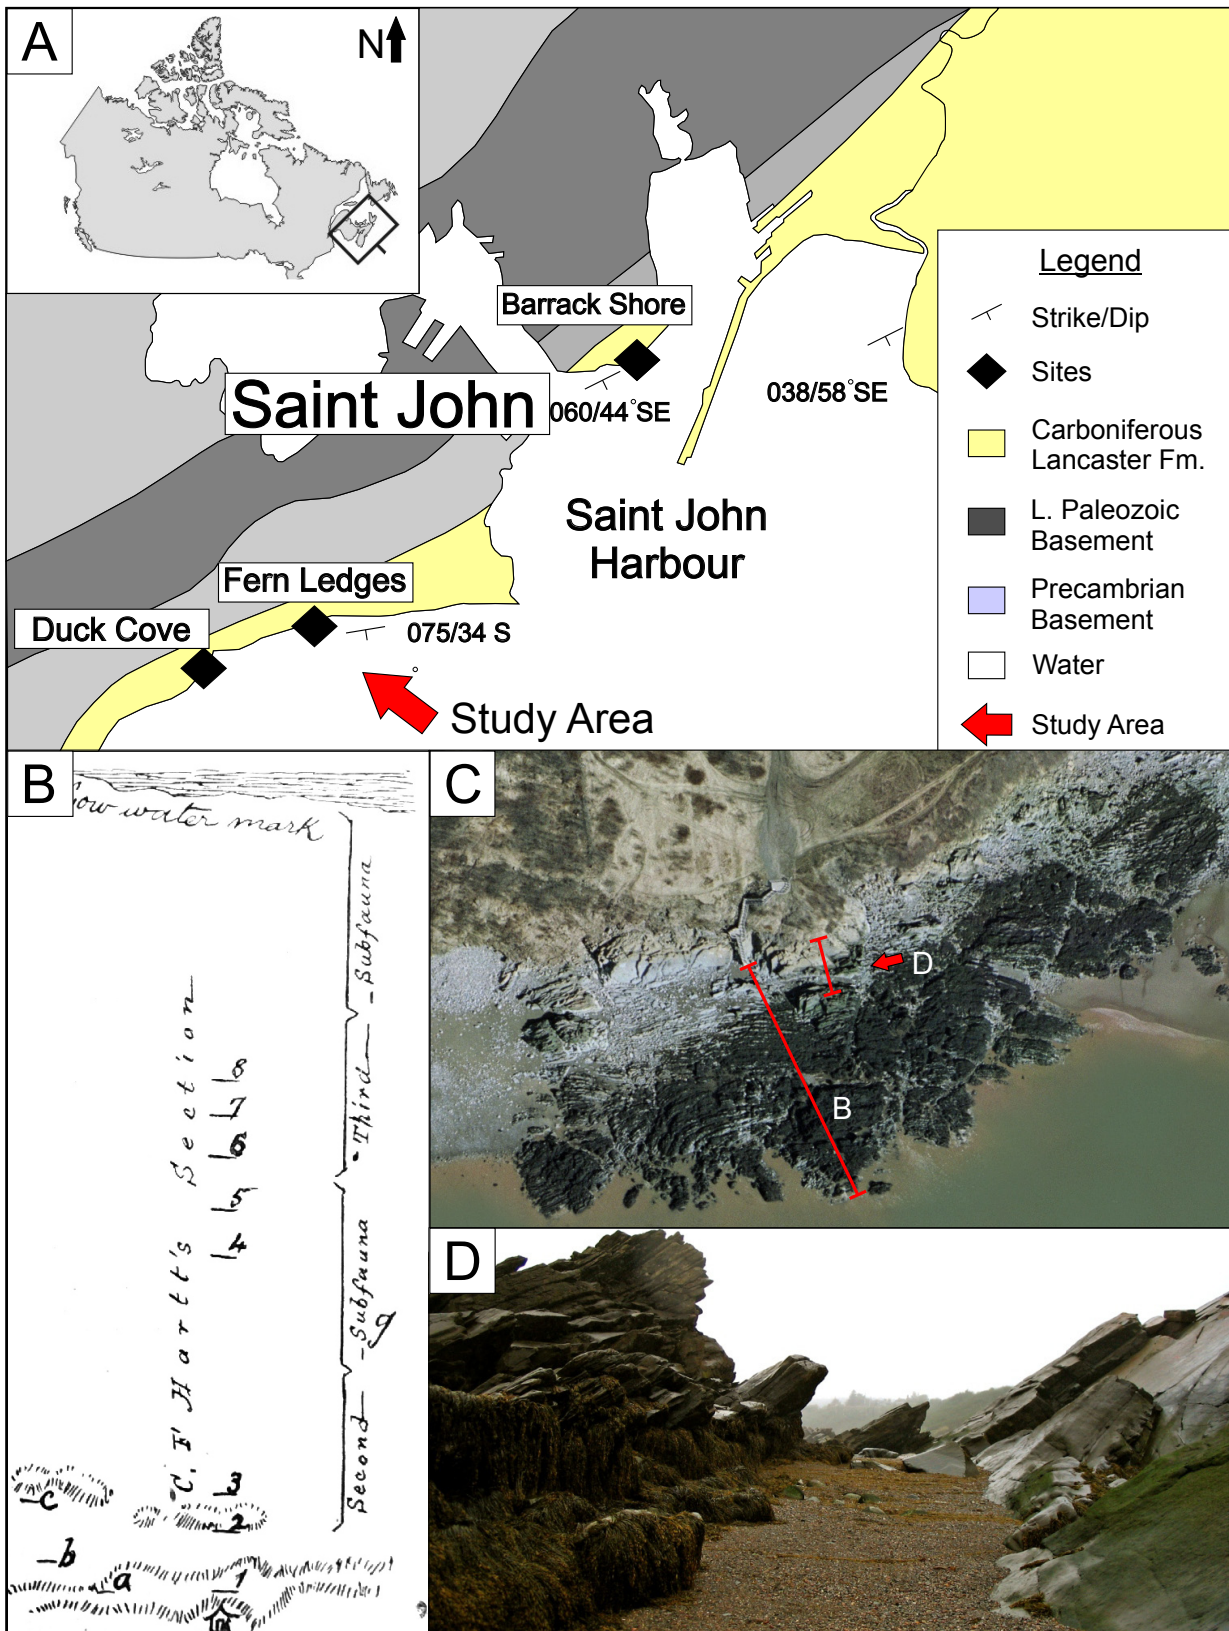 A
N
Barrack Shore
Saint John
060/44°SE
038/58°SE
Saint John
Harbour
Fern Ledges
Duck Cove
075/34 S
°
Study Area
Legend
Strike/Dip
Sites
Carboniferous
Lancaster Fm.
L. Paleozoic
Basement
Precambrian
Basement
Water
Study Area
B
Low water mark
C. F Hartt's Section
8
7
6
5
4
3
2
1
c
b
a
Third Subfauna
Second Subfauna
C
D
B
D